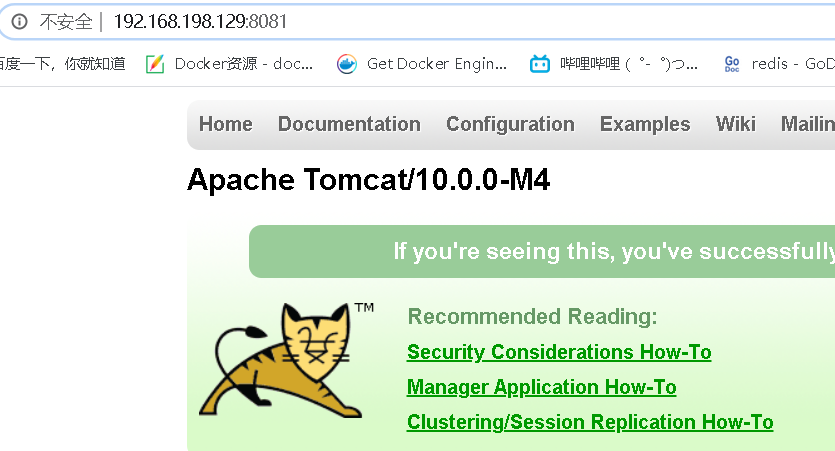 不安全 | 192.168.198.129:8081
百度一下，你就知道 Docker资源 - doc... Get Docker Engin... 哔哩哔哩 ( ゜- ゜)つ... Go Doc redis - GoD
Home Documentation Configuration Examples Wiki Mailin
Apache Tomcat/10.0.0-M4
If you're seeing this, you've successfully
TM
Recommended Reading:
Security Considerations How-To
Manager Application How-To
Clustering/Session Replication How-To